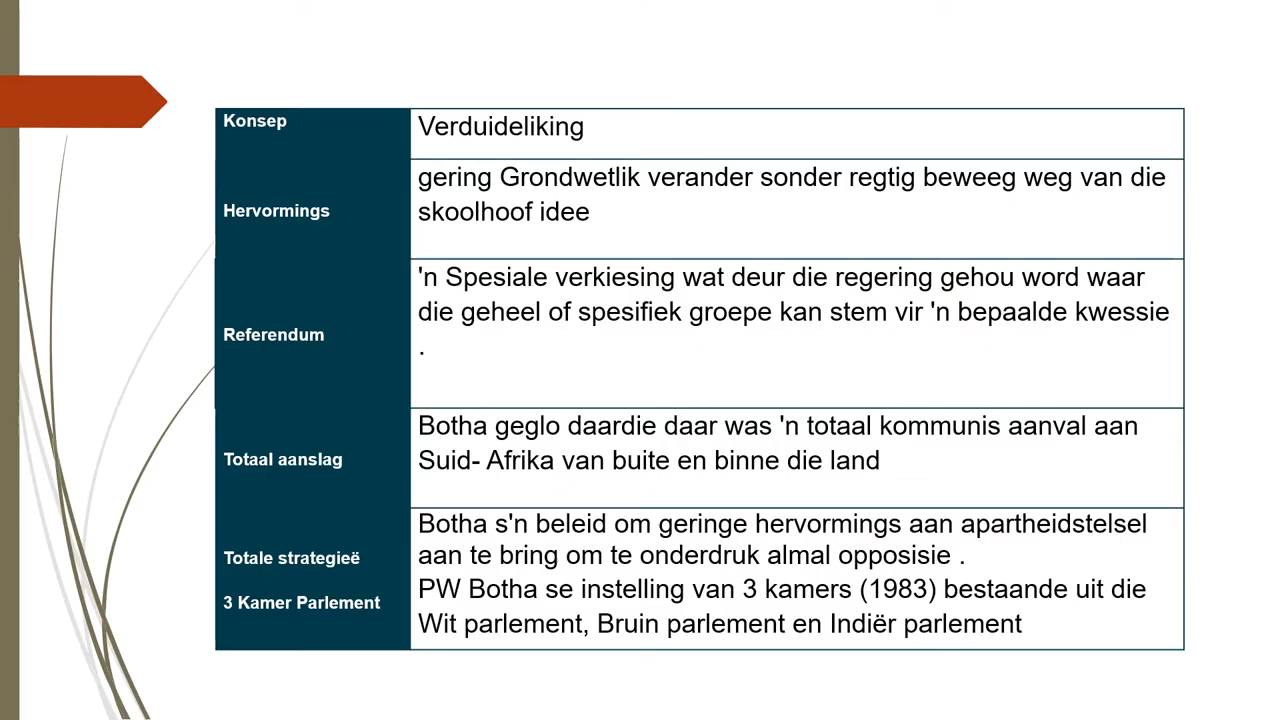 Konsep
Verduideliking
Hervormings
gering Grondwetlik verander sonder regtig beweeg weg van die
skoolhoof idee
Referendum
'n Spesiale verkiesing wat deur die regering gehou word waar
die geheel of spesifiek groepe kan stem vir 'n bepaalde kwessie
.
Totaal aanslag
Botha geglo daardie daar was 'n totaal kommunis aanval aan
Suid- Afrika van buite en binne die land
Totale strategieë
Botha s'n beleid om geringe hervormings aan apartheidstelsel
aan te bring om te onderdruk almal opposisie .
3 Kamer Parlement
PW Botha se instelling van 3 kamers (1983) bestaande uit die
Wit parlement, Bruin parlement en Indiër parlement